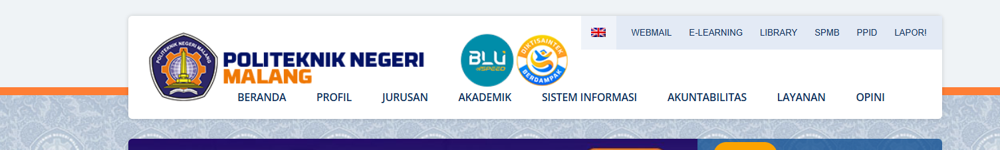 WEBMAIL E-LEARNING LIBRARY SPMB PPID LAPOR!
POLITEKNIK NEGERI MALANG
POLITEKNIK NEGERI
MALANG
BLU
SPEED
DIKTISAINTEK
BERDAMPAK
BERANDA PROFIL JURUSAN AKADEMIK SISTEM INFORMASI AKUNTABILITAS LAYANAN OPINI